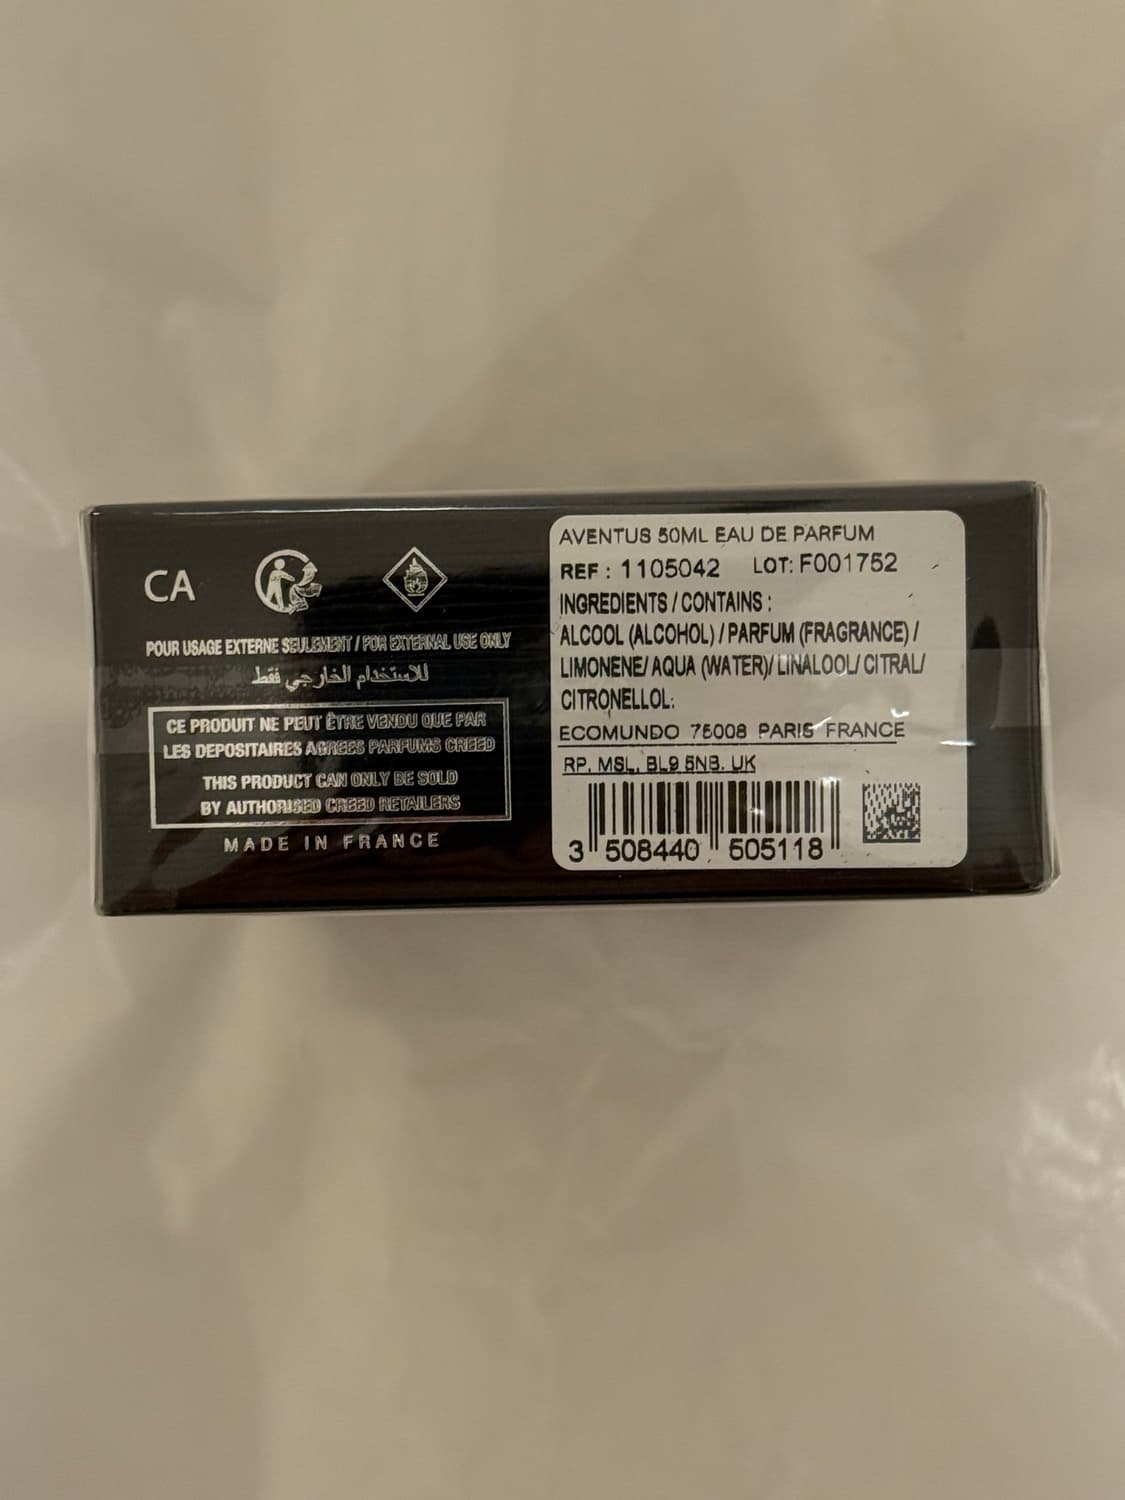 CA
POUR USAGE EXTERNE SEULEMENT / FOR EXTERNAL USE ONLY
للاستخدام الخارجي فقط
CE PRODUIT NE PEUT ÊTRE VENDU QUE PAR
LES DEPOSITAIRES AGREES PARFUMS CREED
THIS PRODUCT CAN ONLY BE SOLD
BY AUTHORISED CREED RETAILERS
MADE IN FRANCE
AVENTUS 50ML EAU DE PARFUM
REF : 1105042 LOT: F001752
INGREDIENTS / CONTAINS :
ALCOOL (ALCOHOL) / PARFUM (FRAGRANCE) /
LIMONENE/ AQUA (WATER)/ LINALOOL/ CITRAL/
CITRONELLOL:
ECOMUNDO 75008 PARIS FRANCE
RP, MSL, BL9 5NB, UK
3 508440 505118